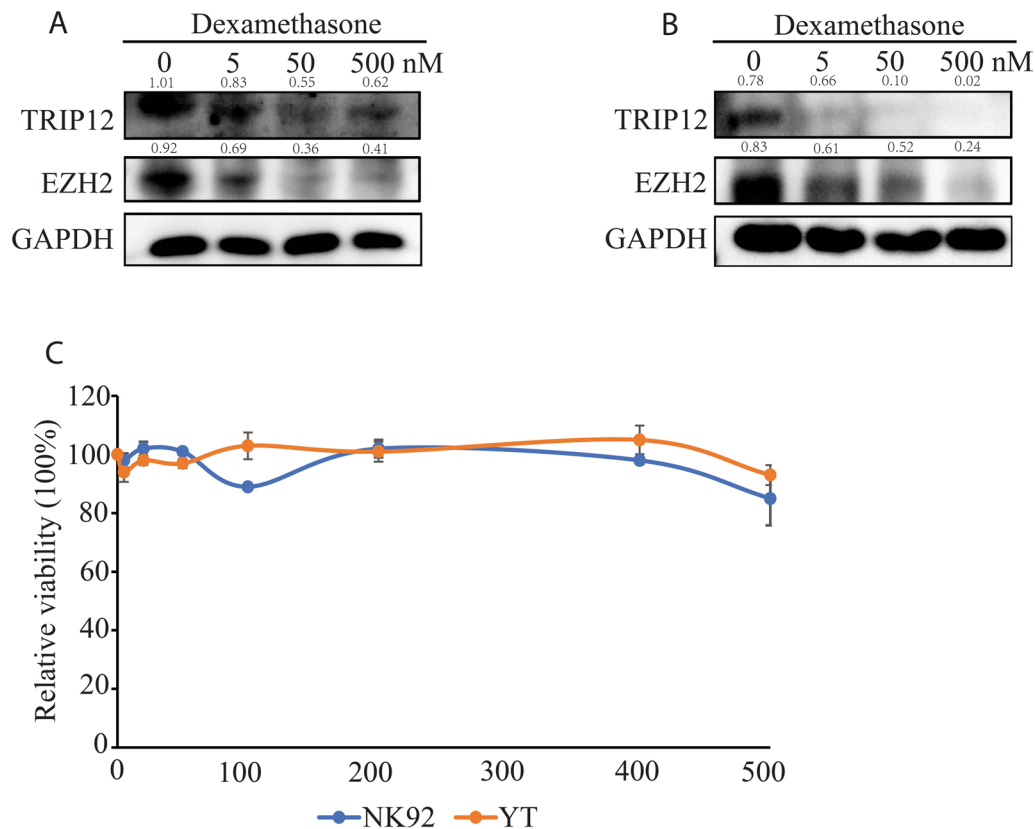 A
Dexamethasone
0 5 50 500 nM
1.01 0.83 0.55 0.62
TRIP12
0.92 0.69 0.36 0.41
EZH2
GAPDH
B
Dexamethasone
0 5 50 500 nM
0.78 0.66 0.10 0.02
TRIP12
0.83 0.61 0.52 0.24
EZH2
GAPDH
C
Relative viability (100%)
120
100
80
60
40
20
0
0 100 200 300 400 500
NK92 YT